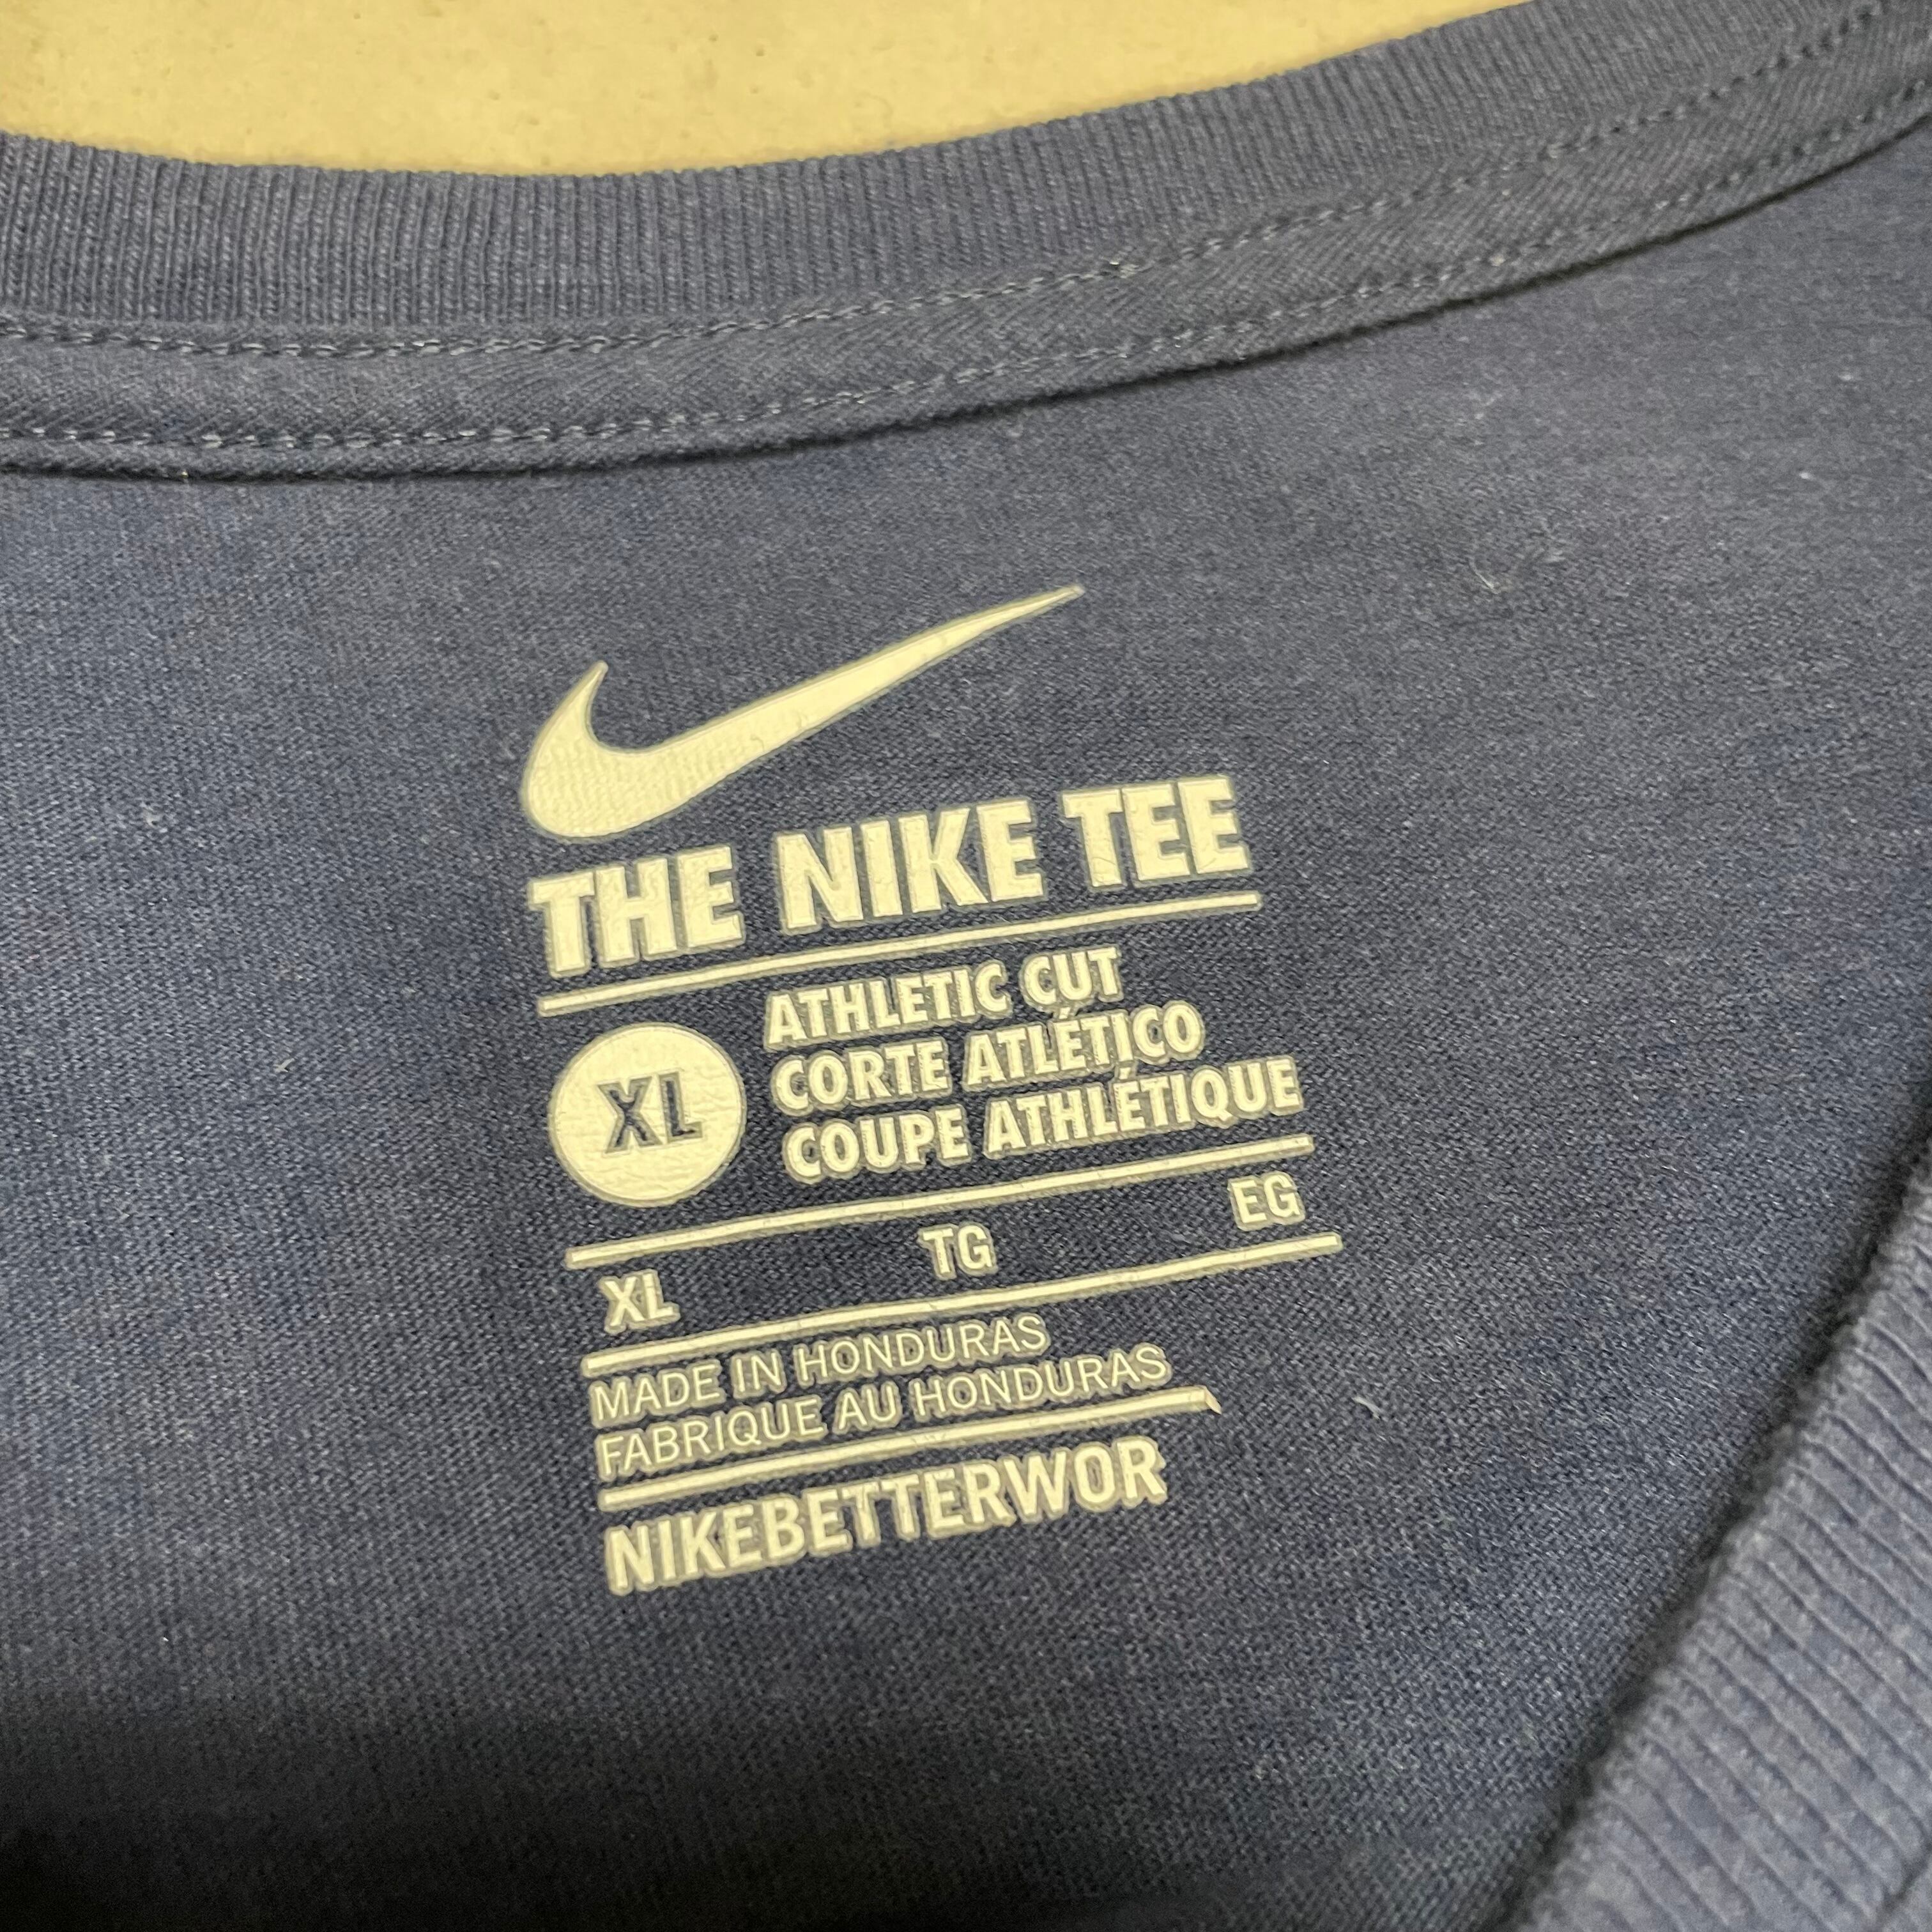 THE NIKE TEE
XL
ATHLETIC CUT
CORTE ATLÉTICO
COUPE ATHLÉTIQUE
XL TG EG
MADE IN HONDURAS
FABRIQUE AU HONDURAS
NIKEBETTERWOR